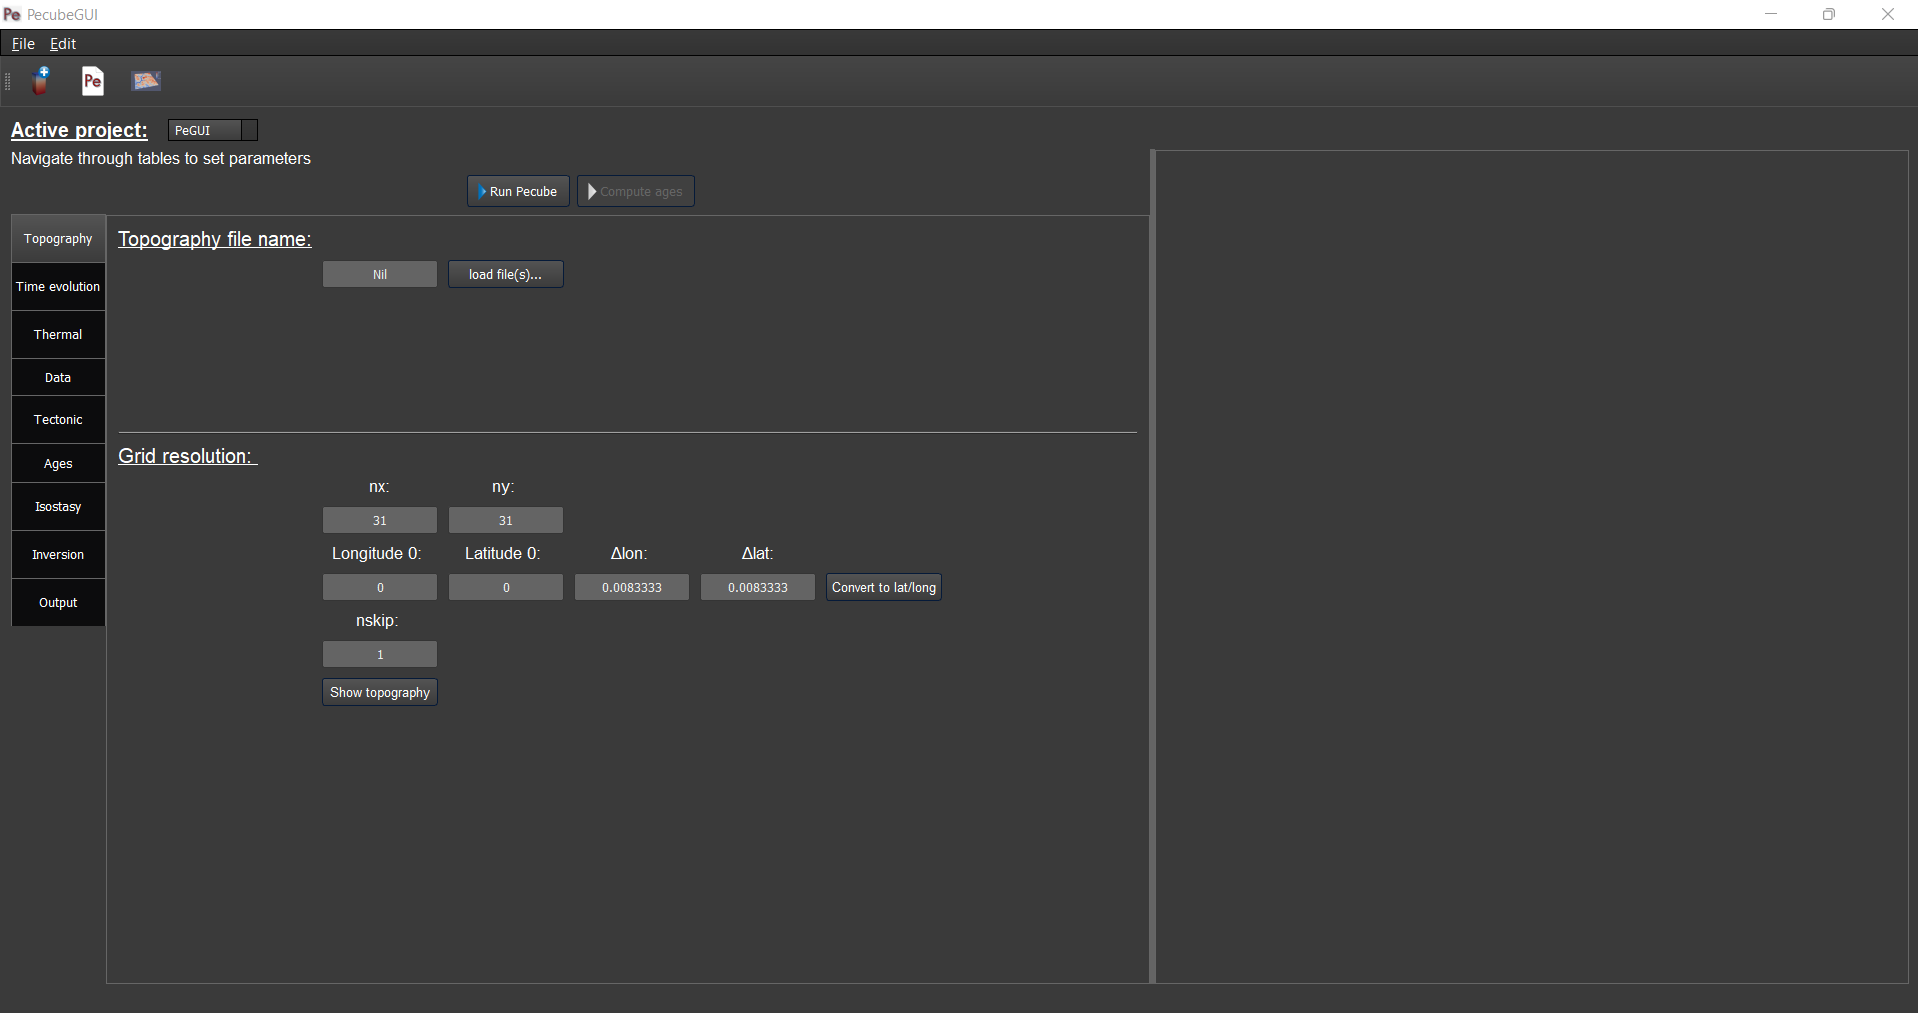 Pe PecubeGUI
File Edit
Pe
Active project: PeGUI
Navigate through tables to set parameters
Run Pecube Compute ages
Topography
Time evolution
Thermal
Data
Tectonic
Ages
Isostasy
Inversion
Output
Topography file name:
Nil load file(s)...
Grid resolution:
nx: ny:
31 31
Longitude 0: Latitude 0: Δlon: Δlat:
0 0 0.0083333 0.0083333 Convert to lat/long
nskip:
1
Show topography